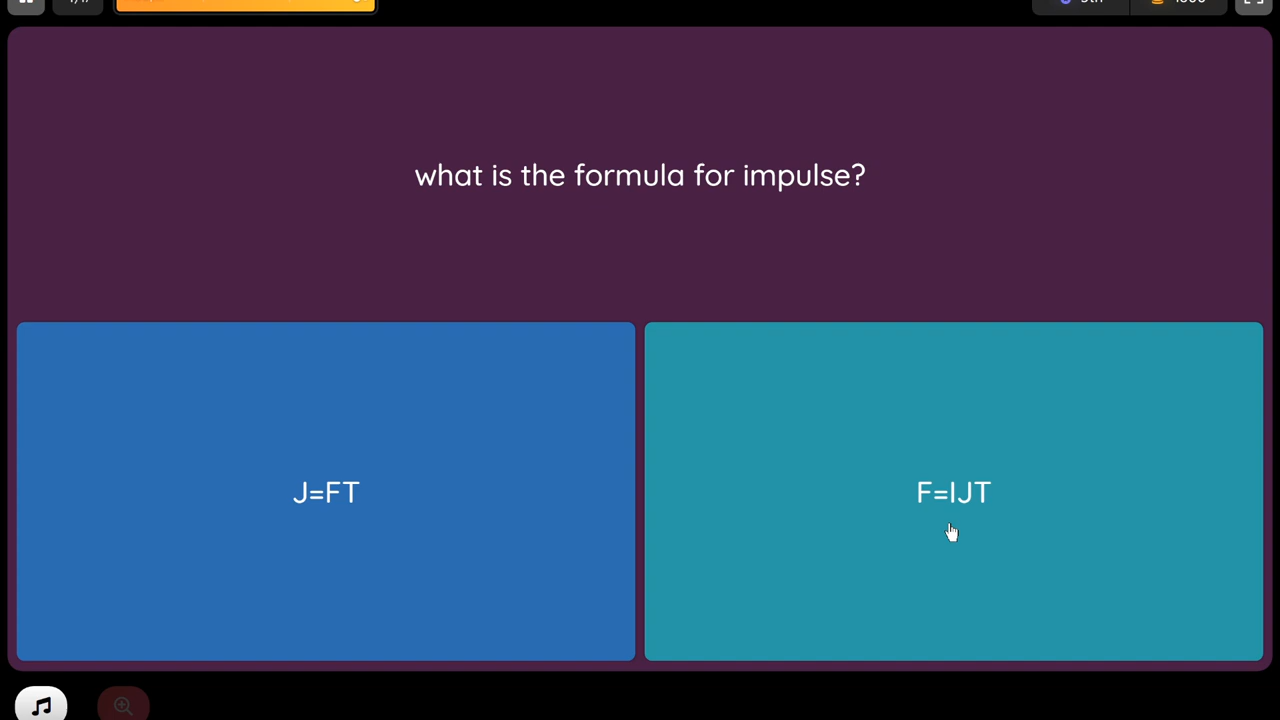 what is the formula for impulse?
J=FT
F=IJT